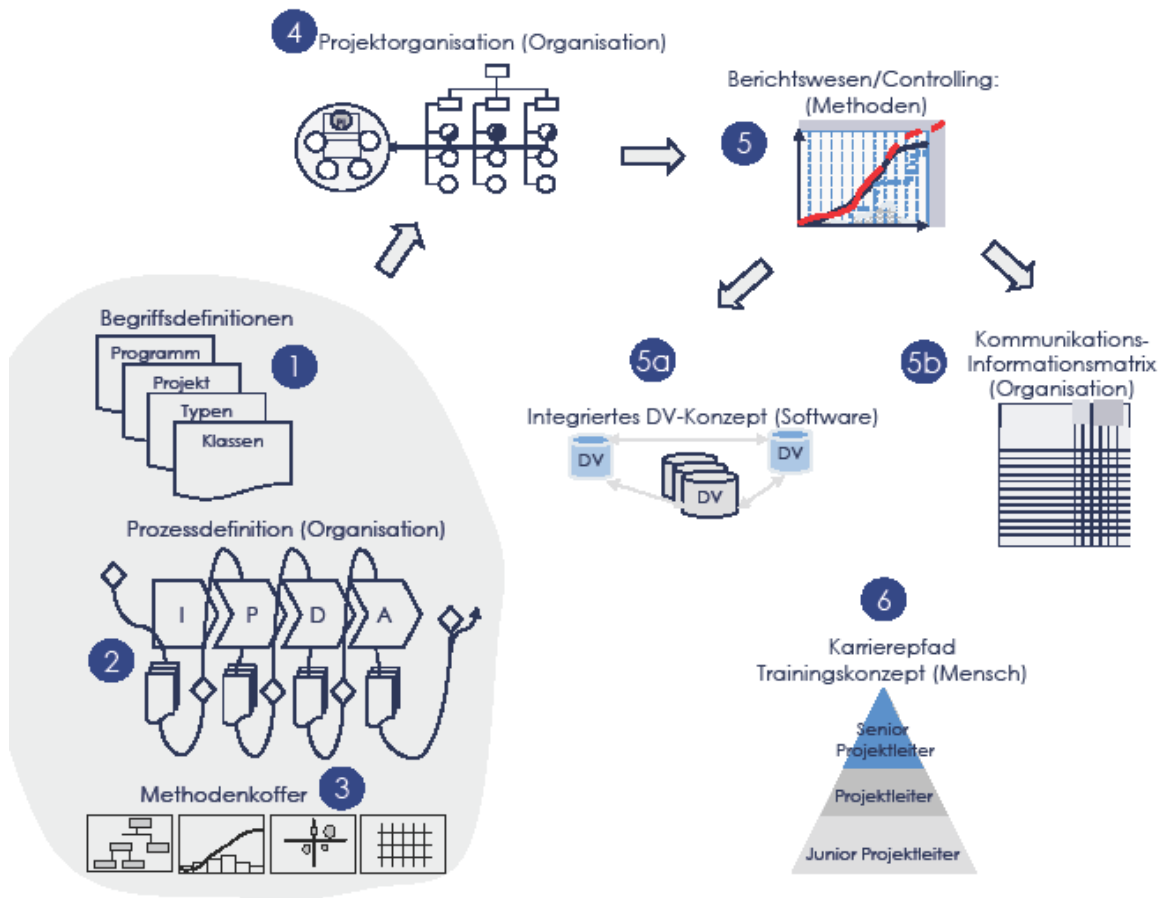 4
Projektorganisation (Organisation)
Berichtswesen/Controlling:
(Methoden)
5
Begriffsdefinitionen
1
Programm
Projekt
Typen
Klassen
5a
Integriertes DV-Konzept (Software)
DV
DV
DV
5b
Kommunikations-
Informationsmatrix
(Organisation)
Prozessdefinition (Organisation)
I
P
D
A
2
Methodenkoffer
3
6
Karrierepfad
Trainingskonzept (Mensch)
Senior
Projektleiter
Projektleiter
Junior Projektleiter